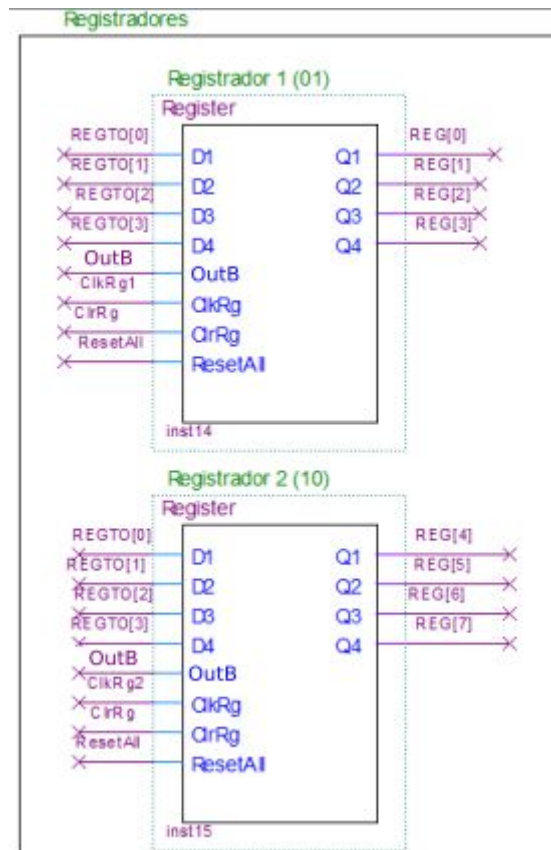 Registradores
Registrador 1 (01)
Register
REGTO[0]
REGTO[1]
REGTO[2]
REGTO[3]
OutB
ClkRg1
ClrRg
ResetAll
D1
D2
D3
D4
OutB
ClkRg
ClrRg
ResetAll
Q1
Q2
Q3
Q4
REG[0]
REG[1]
REG[2]
REG[3]
inst14
Registrador 2 (10)
Register
REGTO[0]
REGTO[1]
REGTO[2]
REGTO[3]
OutB
ClkRg2
ClrRg
ResetAll
D1
D2
D3
D4
OutB
ClkRg
ClrRg
ResetAll
Q1
Q2
Q3
Q4
REG[4]
REG[5]
REG[6]
REG[7]
inst15